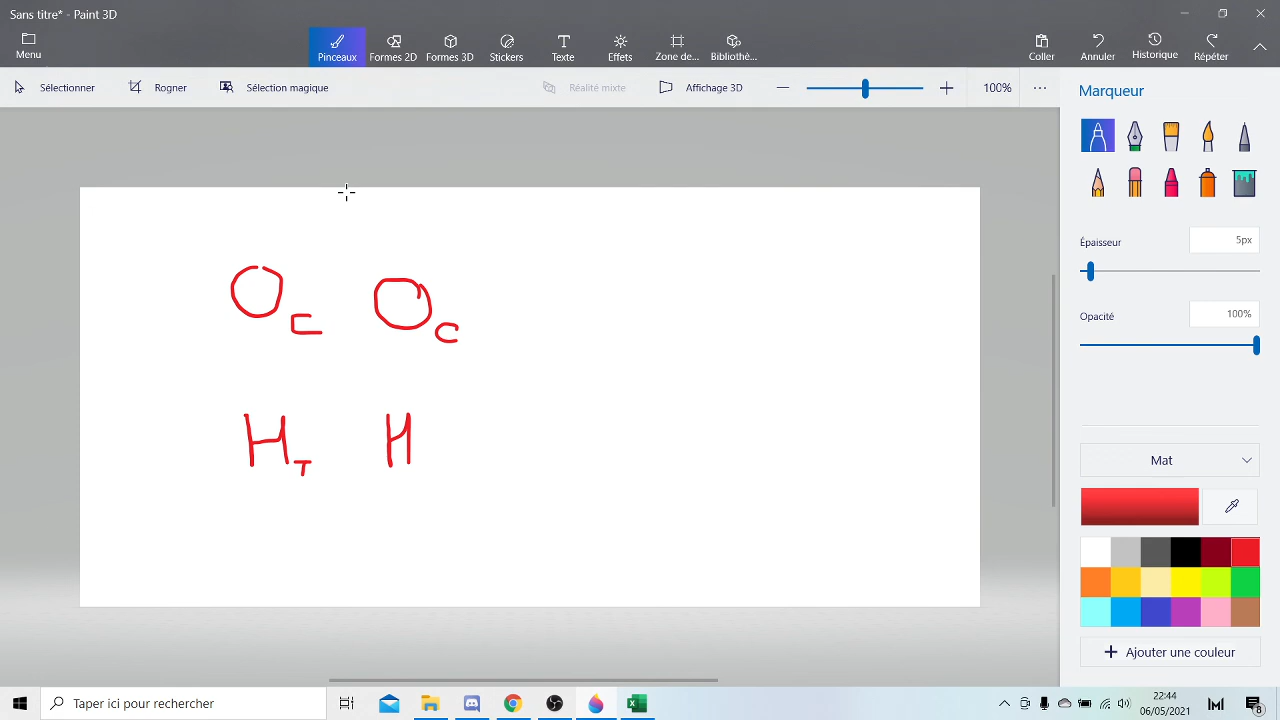 Sans titre* - Paint 3D
Menu
Pinceaux Formes 2D Formes 3D Stickers Texte Effets Zone de... Bibliothè... Coller Annuler Historique Répéter
Sélectionner Rogner Sélection magique Réalité mixte Affichage 3D 100%
Marqueur
Épaisseur 5px
Opacité 100%
O C O C
H T H
Mat
Ajouter une couleur
Taper ici pour rechercher
22:44
06/05/2021
8